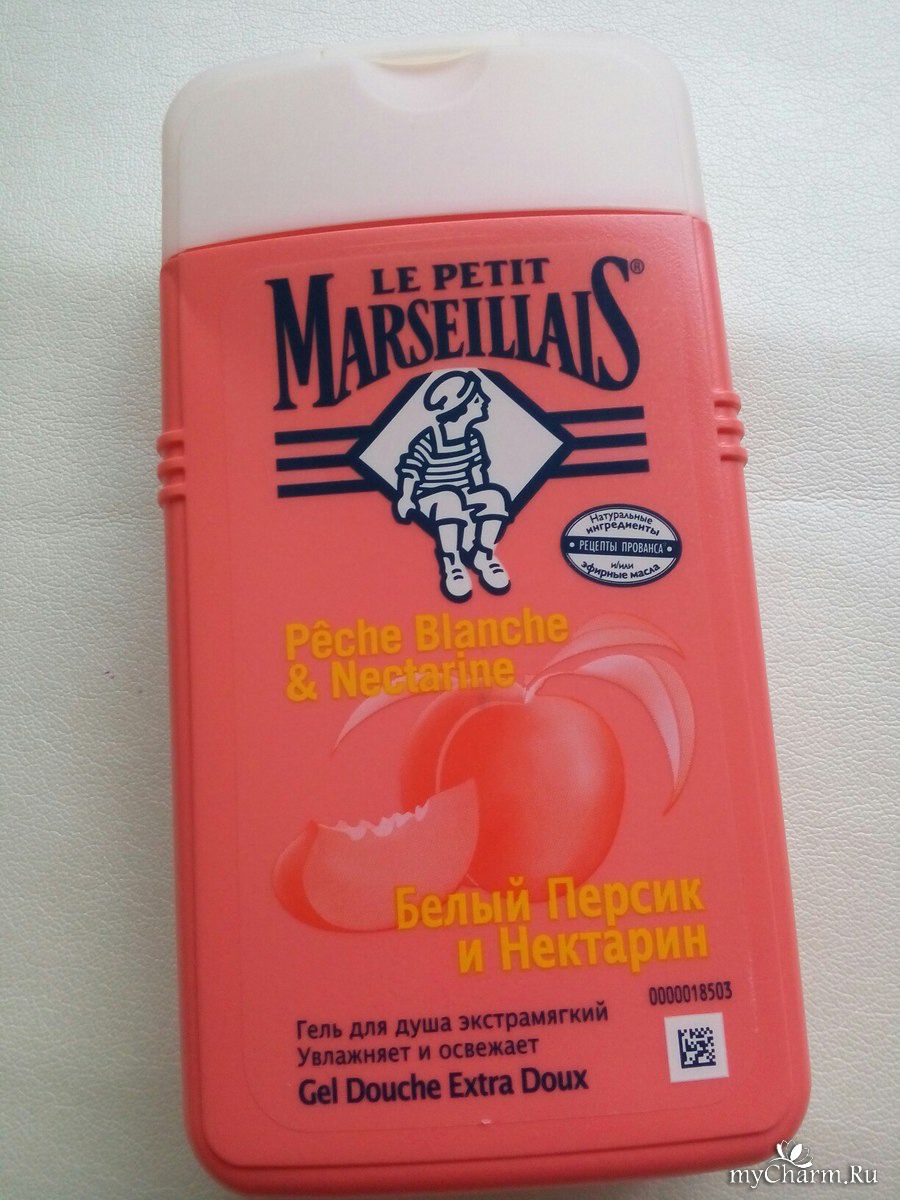 LE PETIT
MARSEILLAIS®
Натуральные
ингредиенты
РЕЦЕПТЫ ПРОВАНСА
и/или
эфирные масла
Pêche Blanche
& Nectarine
Белый Персик
и Нектарин
0000018503
Гель для душа экстрамягкий
Увлажняет и освежает
Gel Douche Extra Doux
myCharm.Ru